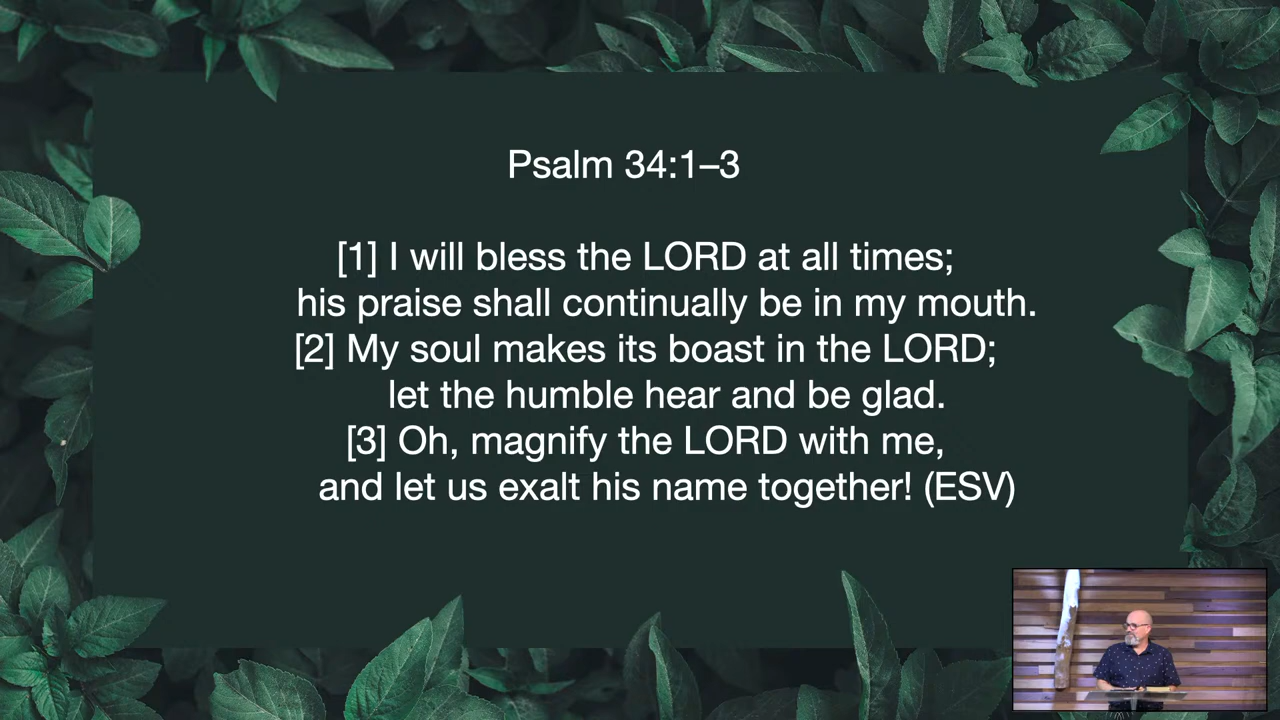 Psalm 34:1–3
[1] I will bless the LORD at all times;
his praise shall continually be in my mouth.
[2] My soul makes its boast in the LORD;
let the humble hear and be glad.
[3] Oh, magnify the LORD with me,
and let us exalt his name together! (ESV)